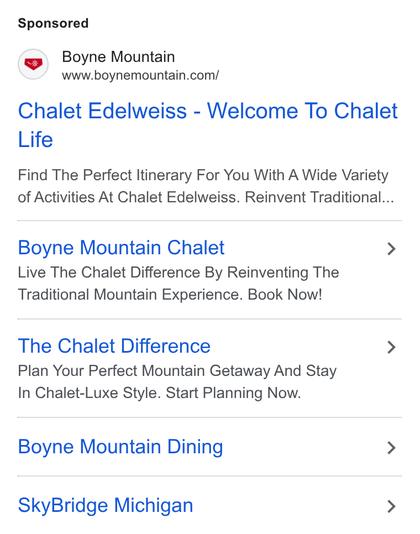 Sponsored
Boyne Mountain
www.boynemountain.com/
Chalet Edelweiss - Welcome To Chalet
Life
Find The Perfect Itinerary For You With A Wide Variety
of Activities At Chalet Edelweiss. Reinvent Traditional...
Boyne Mountain Chalet
Live The Chalet Difference By Reinventing The
Traditional Mountain Experience. Book Now!
The Chalet Difference
Plan Your Perfect Mountain Getaway And Stay
In Chalet-Luxe Style. Start Planning Now.
Boyne Mountain Dining
SkyBridge Michigan